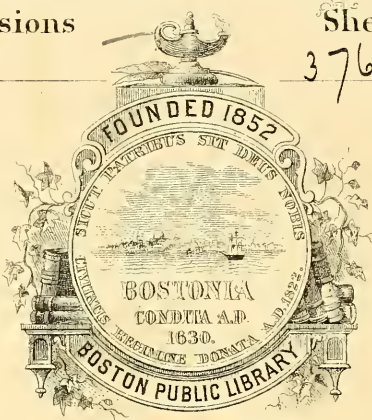 sions
She
376
FOUNDED 1852
SICUT PATRIBUS SIT DEUS NOBIS
BOSTONIA
CONDITA A.D.
1630.
REGIMINE DONATA A.D. 1822.
BOSTON PUBLIC LIBRARY